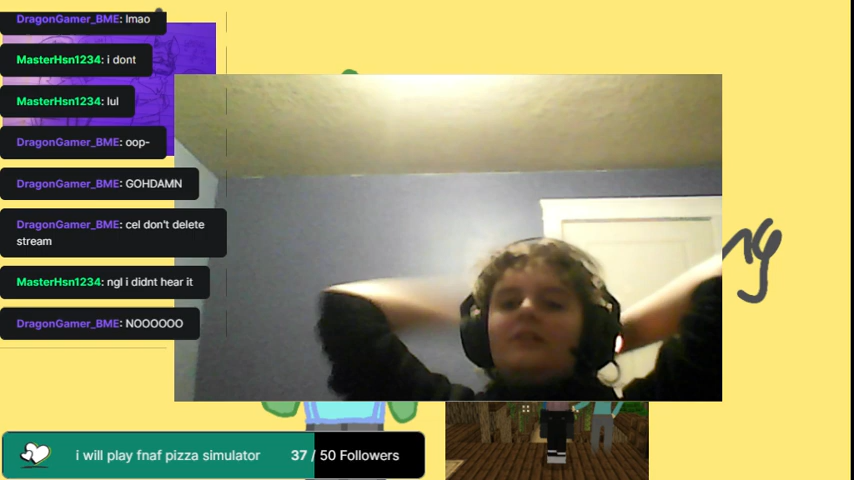 DragonGamer_BME: lmao
MasterHsn1234: i dont
MasterHsn1234: lul
DragonGamer_BME: oop-
DragonGamer_BME: GOHDAMN
DragonGamer_BME: cel don't delete
stream
MasterHsn1234: ngl i didnt hear it
DragonGamer_BME: NOOOOOO
i will play fnaf pizza simulator 37 / 50 Followers